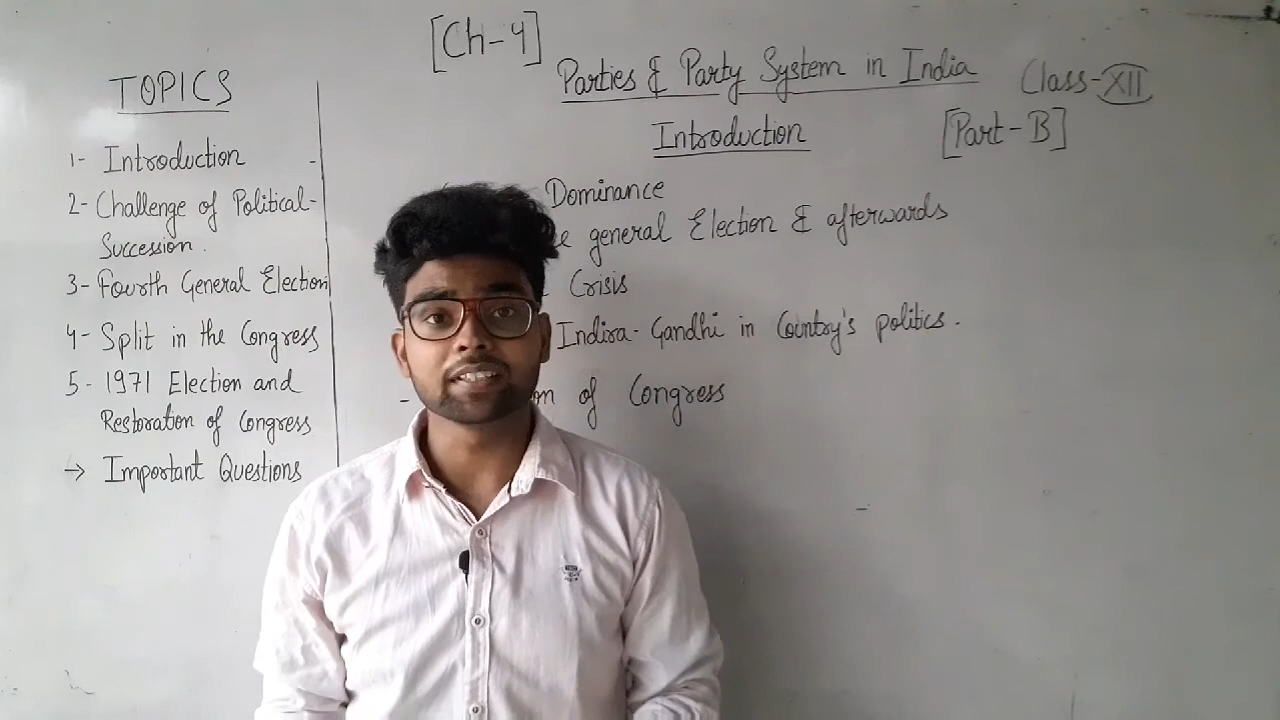 [Ch-4]
Parties & Party System in India
Class-XII
Introduction
[Part-B]
TOPICS
1- Introduction -
2- Challenge of Political-
Succession.
3- Fourth General Election
4- Split in the Congress
5- 1971 Election and
Restoration of Congress
→ Important Questions
Dominance
general Election & afterwards
Crisis
Indira-Gandhi in Country's politics.
- of Congress